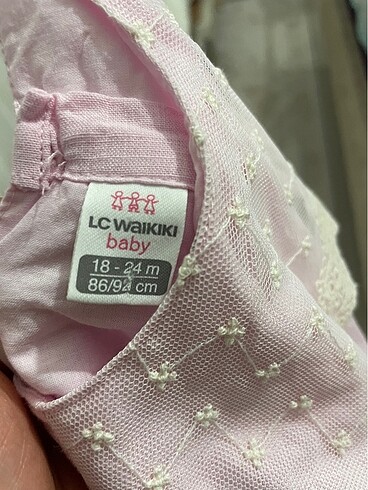 LC WAIKIKI
baby
18 - 24 m
86/92 cm